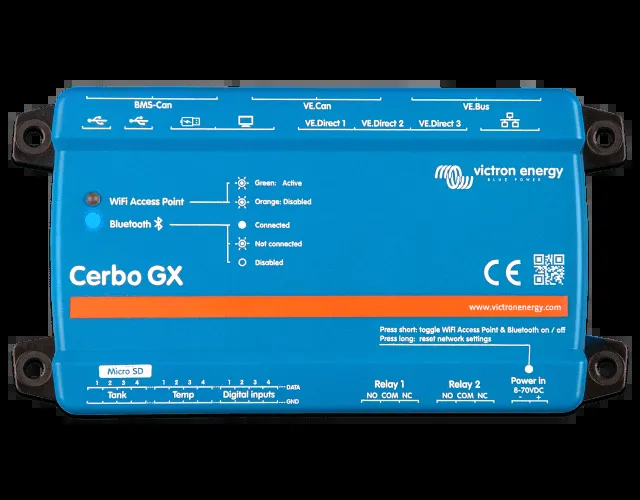 BMS-Can VE.Can VE.Bus
VE.Direct 1 VE.Direct 2 VE.Direct 3
victron energy
BLUE POWER
WiFi Access Point
Bluetooth
Green: Active
Orange: Disabled
Connected
Not connected
Disabled
Cerbo GX
CE
www.victronenergy.com
Press short: toggle WiFi Access Point & Bluetooth on / off
Press long: reset network settings
Micro SD
1 2 3 4 1 2 3 4 1 2 3 4 DATA
Tank Temp Digital inputs GND
Relay 1
NO COM NC
Relay 2
NO COM NC
Power in
8-70VDC
- +